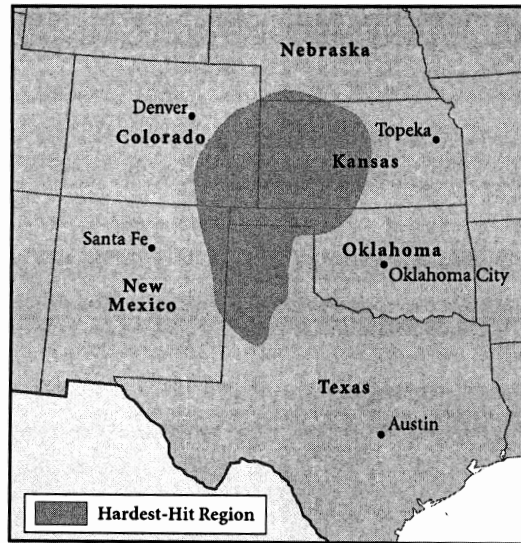 Nebraska
Denver
Colorado
Topeka
Kansas
Santa Fe
Oklahoma
Oklahoma City
New
Mexico
Texas
Austin
Hardest-Hit Region